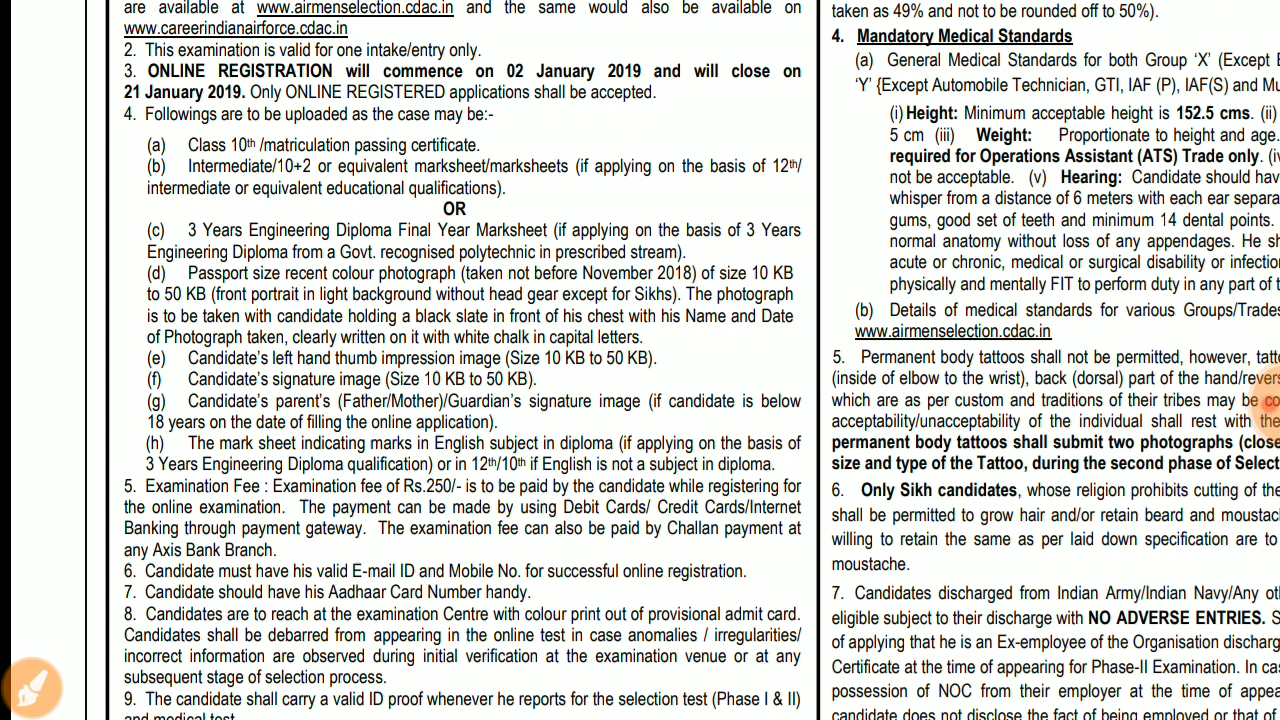 are available at www.airmenselection.cdac.in and the same would also be available on
www.careerindianairforce.cdac.in
2. This examination is valid for one intake/entry only.
3. ONLINE REGISTRATION will commence on 02 January 2019 and will close on
21 January 2019. Only ONLINE REGISTERED applications shall be accepted.
4. Followings are to be uploaded as the case may be:-
(a) Class 10th /matriculation passing certificate.
(b) Intermediate/10+2 or equivalent marksheet/marksheets (if applying on the basis of 12th/
intermediate or equivalent educational qualifications).
OR
(c) 3 Years Engineering Diploma Final Year Marksheet (if applying on the basis of 3 Years
Engineering Diploma from a Govt. recognised polytechnic in prescribed stream).
(d) Passport size recent colour photograph (taken not before November 2018) of size 10 KB
to 50 KB (front portrait in light background without head gear except for Sikhs). The photograph
is to be taken with candidate holding a black slate in front of his chest with his Name and Date
of Photograph taken, clearly written on it with white chalk in capital letters.
(e) Candidate's left hand thumb impression image (Size 10 KB to 50 KB).
(f) Candidate's signature image (Size 10 KB to 50 KB).
(g) Candidate's parent's (Father/Mother)/Guardian's signature image (if candidate is below
18 years on the date of filling the online application).
(h) The mark sheet indicating marks in English subject in diploma (if applying on the basis of
3 Years Engineering Diploma qualification) or in 12th/10th if English is not a subject in diploma.
5. Examination Fee : Examination fee of Rs.250/- is to be paid by the candidate while registering for
the online examination. The payment can be made by using Debit Cards/ Credit Cards/Internet
Banking through payment gateway. The examination fee can also be paid by Challan payment at
any Axis Bank Branch.
6. Candidate must have his valid E-mail ID and Mobile No. for successful online registration.
7. Candidate should have his Aadhaar Card Number handy.
8. Candidates are to reach at the examination Centre with colour print out of provisional admit card.
Candidates shall be debarred from appearing in the online test in case anomalies / irregularities/
incorrect information are observed during initial verification at the examination venue or at any
subsequent stage of selection process.
9. The candidate shall carry a valid ID proof whenever he reports for the selection test (Phase I & II)
and medical test
taken as 49% and not to be rounded off to 50%).
4. Mandatory Medical Standards
(a) General Medical Standards for both Group 'X' (Except
'Y' {Except Automobile Technician, GTI, IAF (P), IAF(S) and
(i) Height: Minimum acceptable height is 152.5 cms. (ii)
5 cm (iii) Weight: Proportionate to height and age.
required for Operations Assistant (ATS) Trade only.
not be acceptable. (v) Hearing: Candidate should
whisper from a distance of 6 meters with each ear
gums, good set of teeth and minimum 14 dental points.
normal anatomy without loss of any appendages. He
acute or chronic, medical or surgical disability or
physically and mentally FIT to perform duty in any part of
(b) Details of medical standards for various
www.airmenselection.cdac.in
5. Permanent body tattoos shall not be permitted, however,
(inside of elbow to the wrist), back (dorsal) part of the
which are as per custom and traditions of their tribes may be
acceptability/unacceptability of the individual shall rest with the
permanent body tattoos shall submit two photographs
size and type of the Tattoo, during the second phase of
6. Only Sikh candidates, whose religion prohibits cutting of
shall be permitted to grow hair and/or retain beard and
willing to retain the same as per laid down specification are to
moustache.
7. Candidates discharged from Indian Army/Indian Navy/Any
eligible subject to their discharge with NO ADVERSE ENTRIES.
of applying that he is an Ex-employee of the Organisation
Certificate at the time of appearing for Phase-II Examination. In
possession of NOC from their employer at the time of
candidate does not disclose the fact of being employed or that of